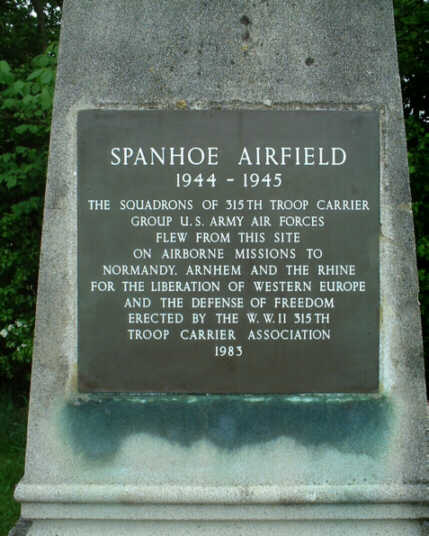 SPANHOE AIRFIELD
1944 - 1945
THE SQUADRONS OF 315TH TROOP CARRIER
GROUP U.S. ARMY AIR FORCES
FLEW FROM THIS SITE
ON AIRBORNE MISSIONS TO
NORMANDY, ARNHEM AND THE RHINE
FOR THE LIBERATION OF WESTERN EUROPE
AND THE DEFENSE OF FREEDOM
ERECTED BY THE W.W.II 315TH
TROOP CARRIER ASSOCIATION
1983